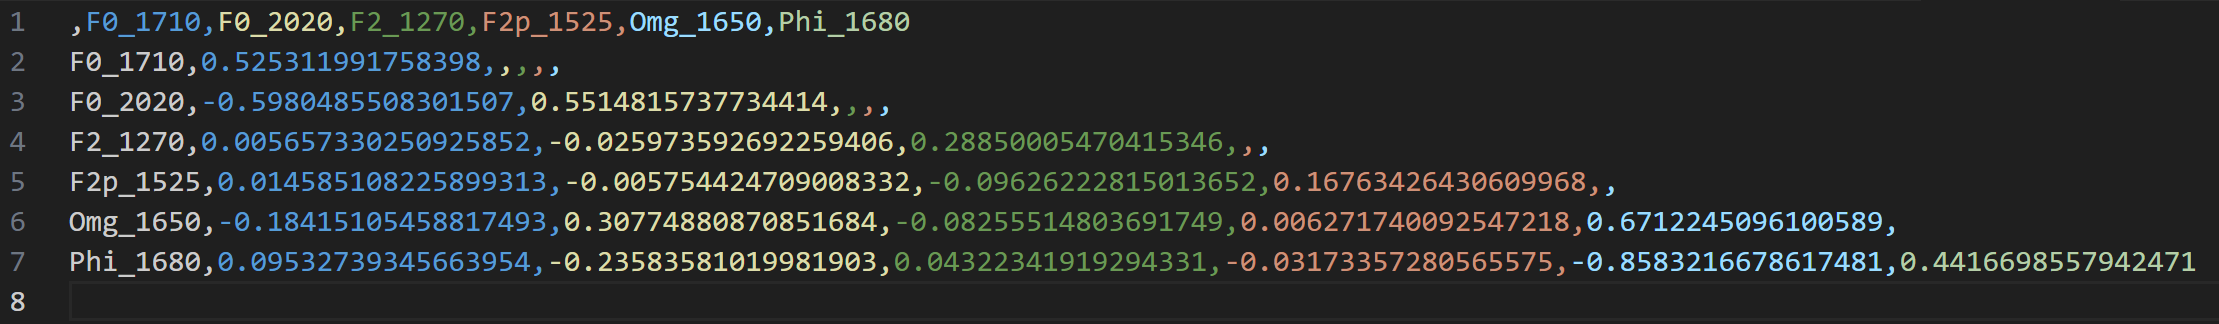 1 ,F0_1710,F0_2020,F2_1270,F2p_1525,Omg_1650,Phi_1680
2 F0_1710,0.525311991758398,,,,,
3 F0_2020,-0.5980485508301507,0.5514815737734414,,,,
4 F2_1270,0.005657330250925852,-0.025973592692259406,0.28850005470415346,,,
5 F2p_1525,0.014585108225899313,-0.005754424709008332,-0.09626222815013652,0.16763426430609968,,
6 Omg_1650,-0.18415105458817493,0.30774880870851684,-0.08255514803691749,0.006271740092547218,0.6712245096100589,
7 Phi_1680,0.09532739345663954,-0.23583581019981903,0.04322341919294331,-0.03173357280565575,-0.8583216678617481,0.4416698557942471
8